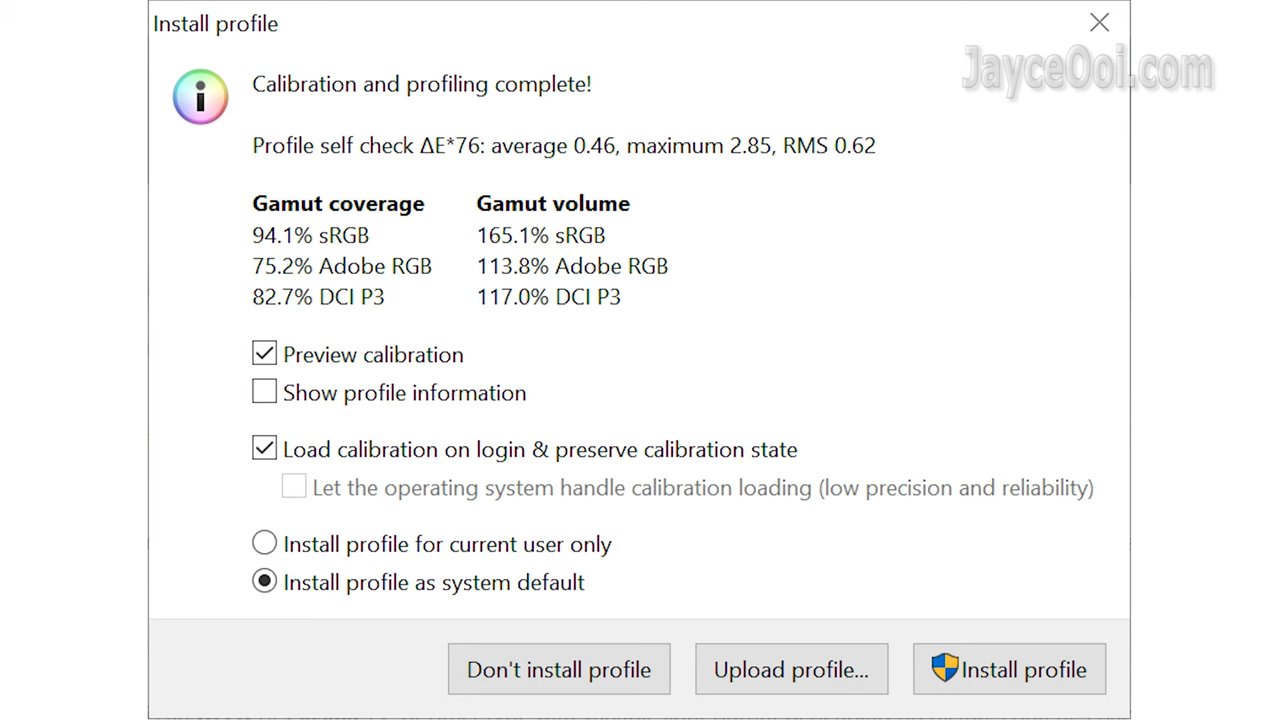 Install profile
JayceOoi.com
Calibration and profiling complete!
Profile self check ΔE*76: average 0.46, maximum 2.85, RMS 0.62
Gamut coverage Gamut volume
94.1% sRGB 165.1% sRGB
75.2% Adobe RGB 113.8% Adobe RGB
82.7% DCI P3 117.0% DCI P3
Preview calibration
Show profile information
Load calibration on login & preserve calibration state
Let the operating system handle calibration loading (low precision and reliability)
Install profile for current user only
Install profile as system default
Don't install profile Upload profile... Install profile